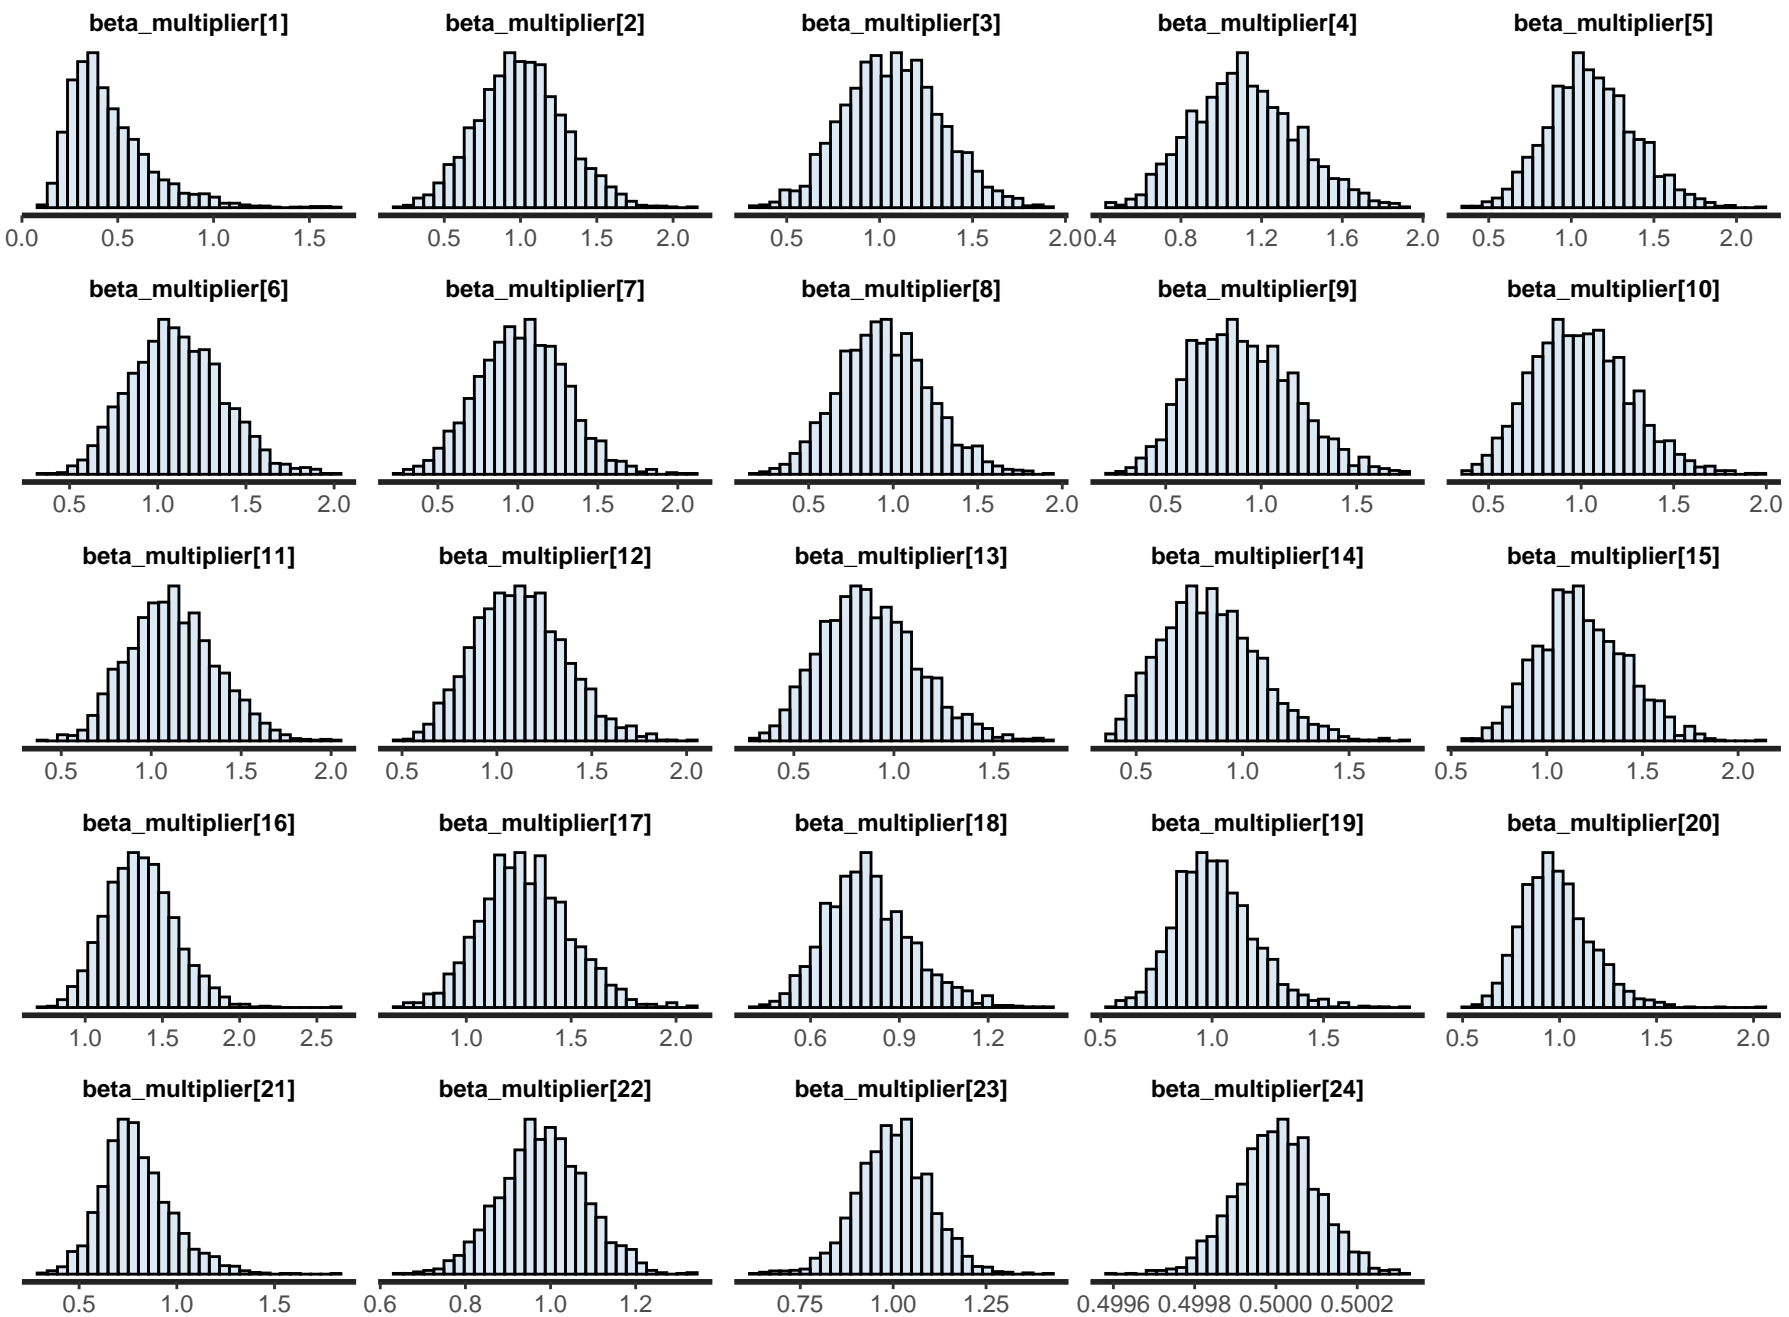 beta_multiplier[1] beta_multiplier[2] beta_multiplier[3] beta_multiplier[4] beta_multiplier[5]
0.0 0.5 1.0 1.5 0.5 1.0 1.5 2.0 0.5 1.0 1.5 2.0 0.4 0.8 1.2 1.6 2.0 0.5 1.0 1.5 2.0
beta_multiplier[6] beta_multiplier[7] beta_multiplier[8] beta_multiplier[9] beta_multiplier[10]
0.5 1.0 1.5 2.0 0.5 1.0 1.5 2.0 0.5 1.0 1.5 2.0 0.5 1.0 1.5 0.5 1.0 1.5 2.0
beta_multiplier[11] beta_multiplier[12] beta_multiplier[13] beta_multiplier[14] beta_multiplier[15]
0.5 1.0 1.5 2.0 0.5 1.0 1.5 2.0 0.5 1.0 1.5 0.5 1.0 1.5 0.5 1.0 1.5 2.0
beta_multiplier[16] beta_multiplier[17] beta_multiplier[18] beta_multiplier[19] beta_multiplier[20]
1.0 1.5 2.0 2.5 1.0 1.5 2.0 0.6 0.9 1.2 0.5 1.0 1.5 0.5 1.0 1.5 2.0
beta_multiplier[21] beta_multiplier[22] beta_multiplier[23] beta_multiplier[24]
0.5 1.0 1.5 0.6 0.8 1.0 1.2 0.75 1.00 1.25 0.4996 0.4998 0.5000 0.5002